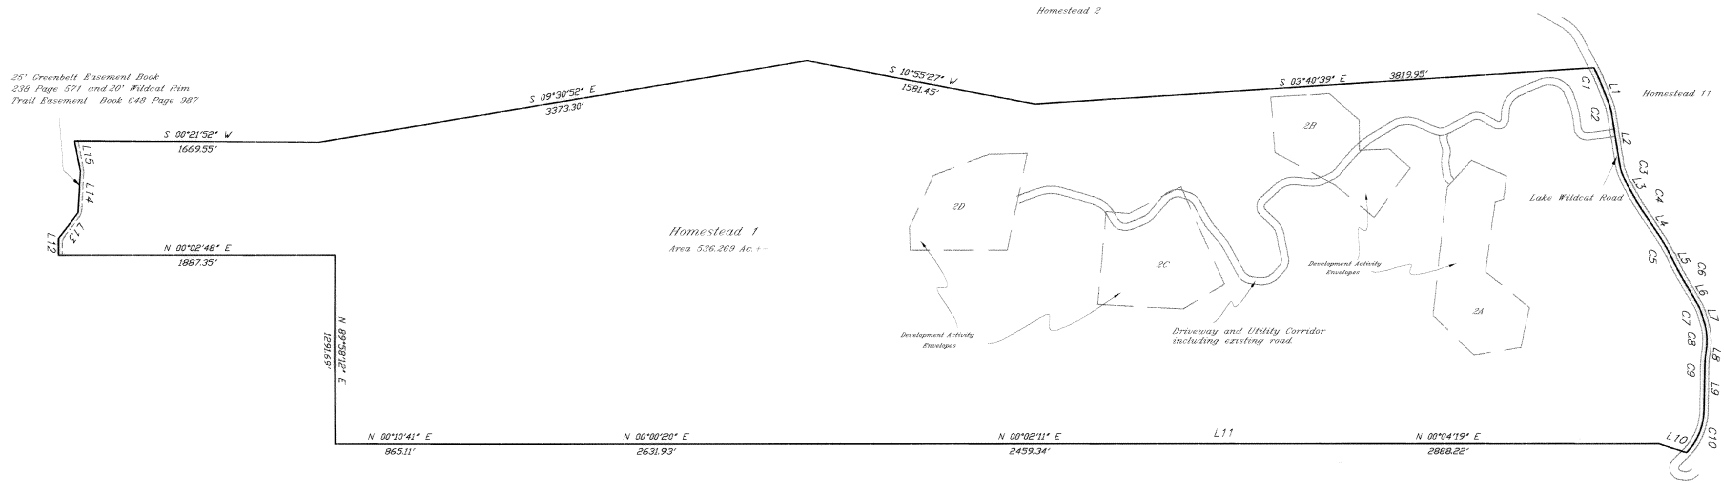 Homestead 2
25' Greenbelt Easement Book
238 Page 571 and 20' Wildcat Rim
Trail Easement Book 648 Page 987
S 00°21'52" W
1669.55'
S 09°30'52" E
3373.30'
S 10°55'27" W
1581.45'
S 03°40'39" E
3819.95'
Homestead 11
C1
L1
C2
L2
C3
L3
C4
L4
C5
L5
C6
L6
C7
L7
C8
L8
C9
L9
C10
L10
Lake Wildcat Road
L15
L14
L13
L12
N 00°02'48" E
1867.35'
N 89°58'12" E
1291.69'
Homestead 1
Area 536.269 Ac.+-
2D
2C
2B
2A
Development Activity
Envelopes
Development Activity
Envelopes
Driveway and Utility Corridor
including existing road.
N 00°10'41" E
865.11'
N 00°00'20" E
2631.93'
N 00°02'11" E
2459.34'
L11
N 00°04'19" E
2868.22'